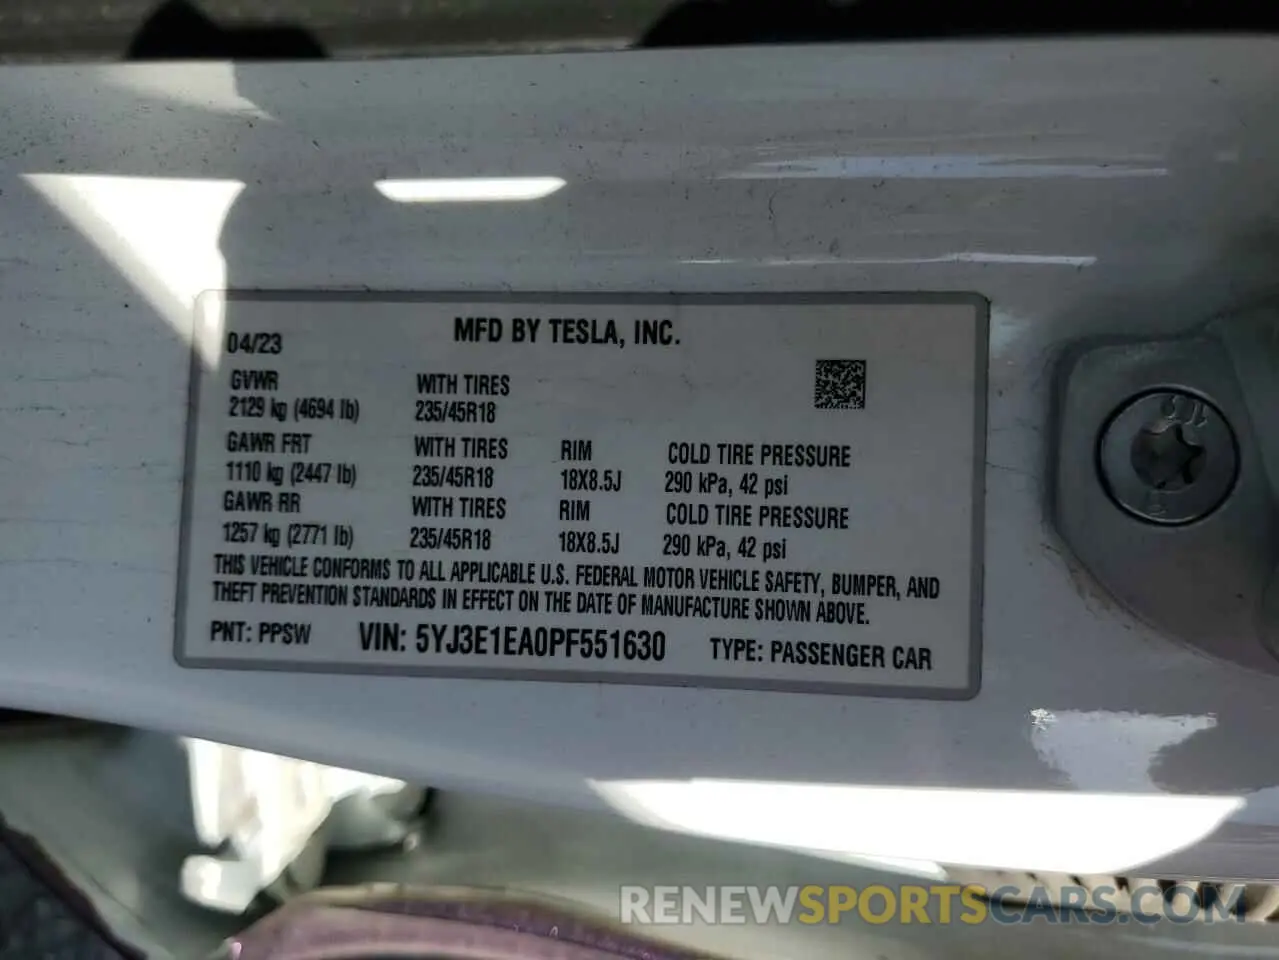 MFD BY TESLA, INC.
04/23
GVWR WITH TIRES
2129 kg (4694 lb) 235/45R18
GAWR FRT WITH TIRES RIM COLD TIRE PRESSURE
1110 kg (2447 lb) 235/45R18 18X8.5J 290 kPa, 42 psi
GAWR RR WITH TIRES RIM COLD TIRE PRESSURE
1257 kg (2771 lb) 235/45R18 18X8.5J 290 kPa, 42 psi
THIS VEHICLE CONFORMS TO ALL APPLICABLE U.S. FEDERAL MOTOR VEHICLE SAFETY, BUMPER, AND
THEFT PREVENTION STANDARDS IN EFFECT ON THE DATE OF MANUFACTURE SHOWN ABOVE.
PNT: PPSW VIN: 5YJ3E1EA0PF551630 TYPE: PASSENGER CAR
RENEWSPORTSCARS.COM